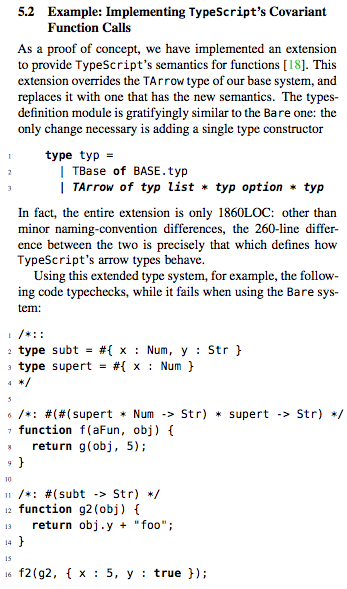 5.2 Example: Implementing TypeScript's Covariant
Function Calls
As a proof of concept, we have implemented an extension
to provide TypeScript's semantics for functions [18]. This
extension overrides the TArrow type of our base system, and
replaces it with one that has the new semantics. The types-
definition module is gratifyingly similar to the Bare one: the
only change necessary is adding a single type constructor
1 type typ =
2 | TBase of BASE.typ
3 | TArrow of typ list * typ option * typ
In fact, the entire extension is only 1860LOC: other than
minor naming-convention differences, the 260-line differ-
ence between the two is precisely that which defines how
TypeScript's arrow types behave.
Using this extended type system, for example, the follow-
ing code typechecks, while it fails when using the Bare sys-
tem:
1 /*::
2 type subt = #{ x : Num, y : Str }
3 type supert = #{ x : Num }
4 */
5
6 /*: #(#(supert * Num -> Str) * supert -> Str) */
7 function f(aFun, obj) {
8 return g(obj, 5);
9 }
10
11 /*: #(subt -> Str) */
12 function g2(obj) {
13 return obj.y + "foo";
14 }
15
16 f2(g2, { x : 5, y : true });